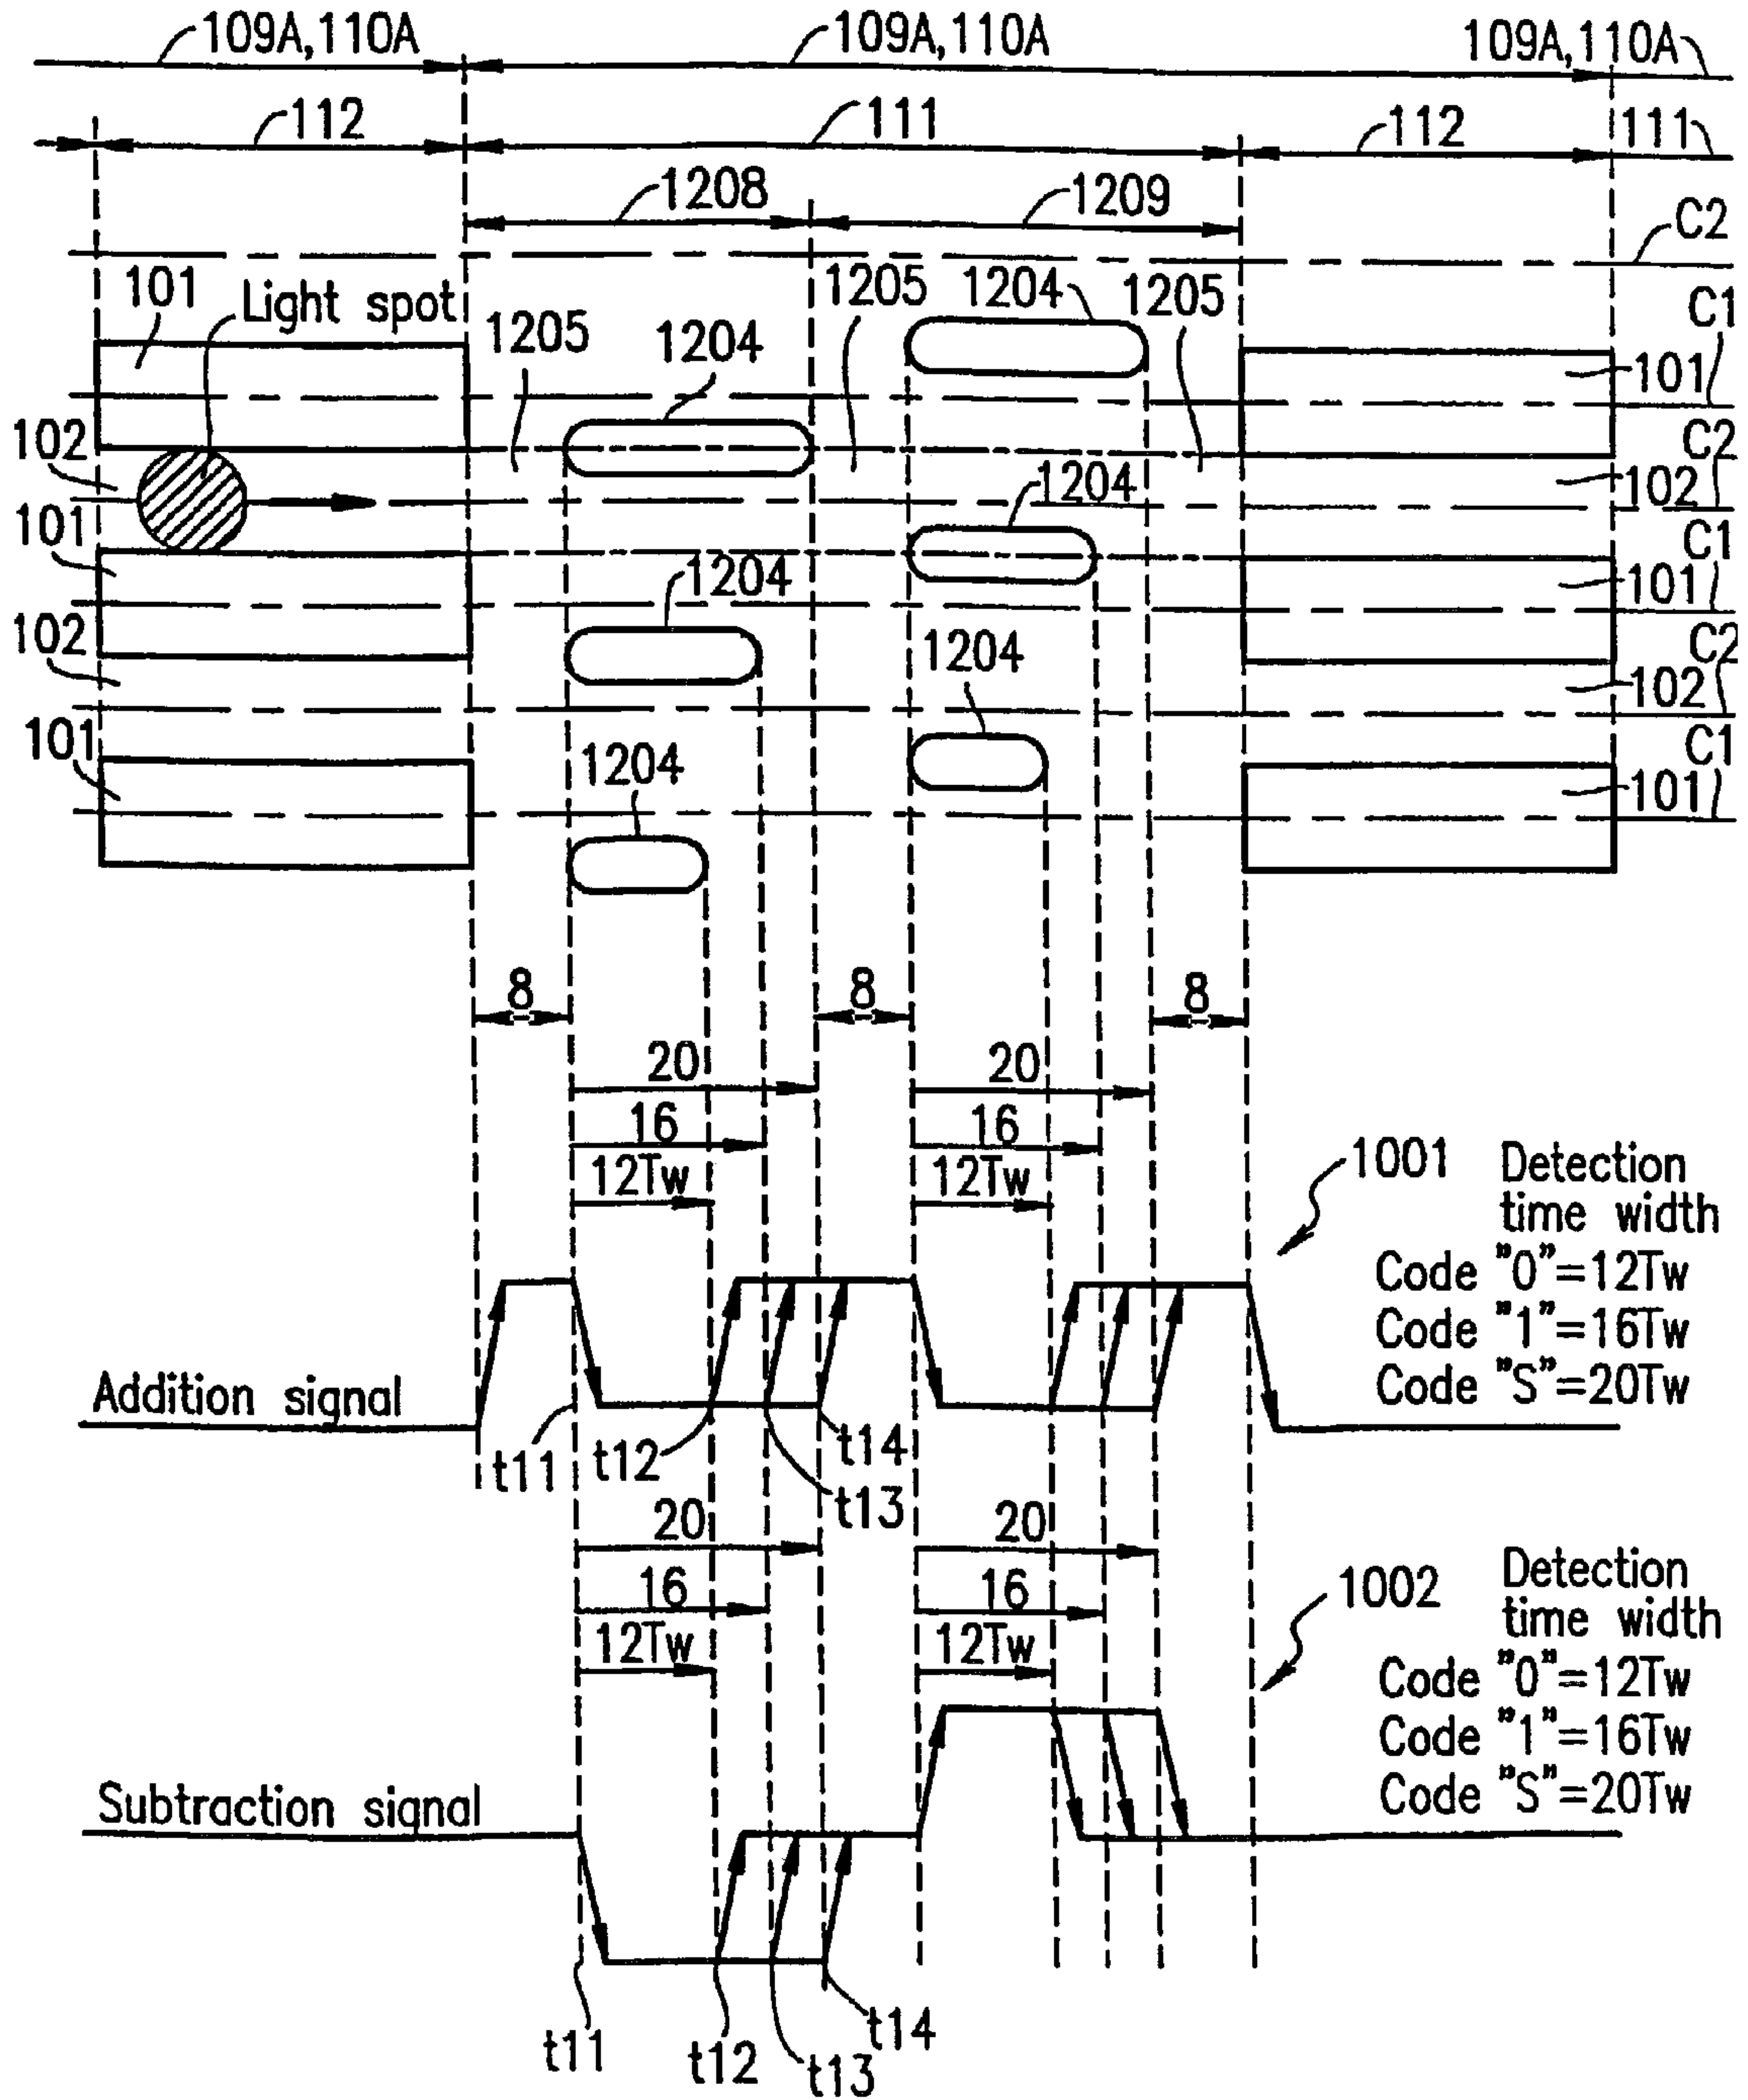 109A,110A 109A,110A 109A,110A
112 111 112 111
1208 1209
C2
101 Light spot 1205 1204 1205 1204 1205 C1
101
102 C2
1204 102
101 C1
1204 101
102 1204 C2
102
101 1204 C1
101
8 8 8
20 20
16 16
12Tw 12Tw
1001 Detection
time width
Code "0"=12Tw
Code "1"=16Tw
Code "S"=20Tw
Addition signal
t11 t12 t13 t14
20 20
16 16
12Tw 12Tw
1002 Detection
time width
Code "0"=12Tw
Code "1"=16Tw
Code "S"=20Tw
Subtraction signal
t11 t12 t13 t14